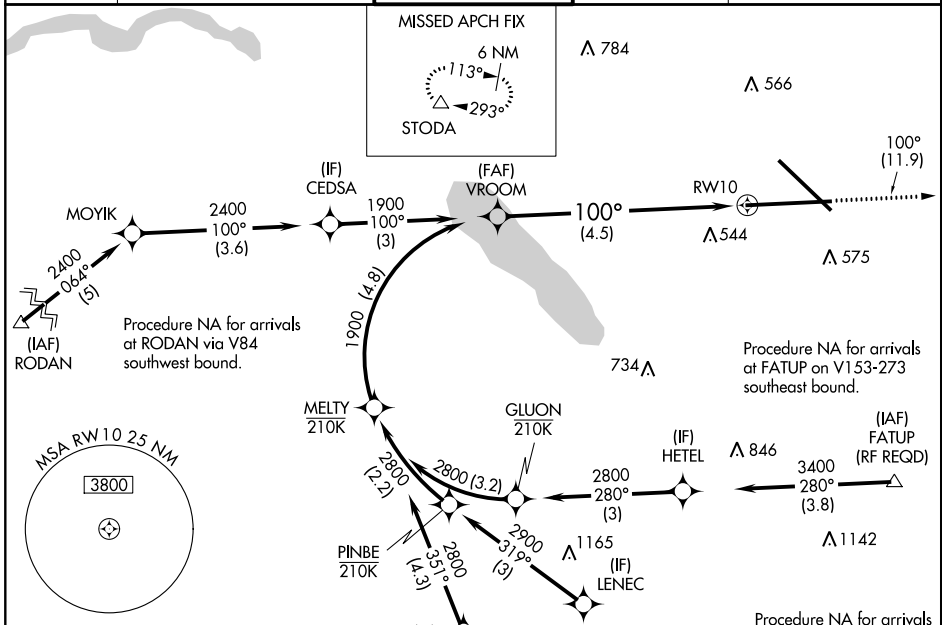 MISSED APCH FIX
6 NM
113°
293°
STODA
784
566
100°
(11.9)
(IF)
CEDSA
(FAF)
VROOM
RW10
MOYIK
2400
100°
(3.6)
1900
100°
(3)
100°
(4.5)
544
575
2400
064°
(5)
(IAF)
RODAN
Procedure NA for arrivals
at RODAN via V84
southwest bound.
1900 (4.8)
734
Procedure NA for arrivals
at FATUP on V153-273
southeast bound.
MELTY
210K
GLUON
210K
(IF)
HETEL
846
(IAF)
FATUP
(RF REQD)
MSA RW10 25 NM
3800
2800
(2.2)
2800 (3.2)
2800
280°
(3)
3400
280°
(3.8)
PINBE
210K
2800
351°
(4.3)
2900
319°
(3)
1165
(IF)
LENEC
1142
Procedure NA for arrivals